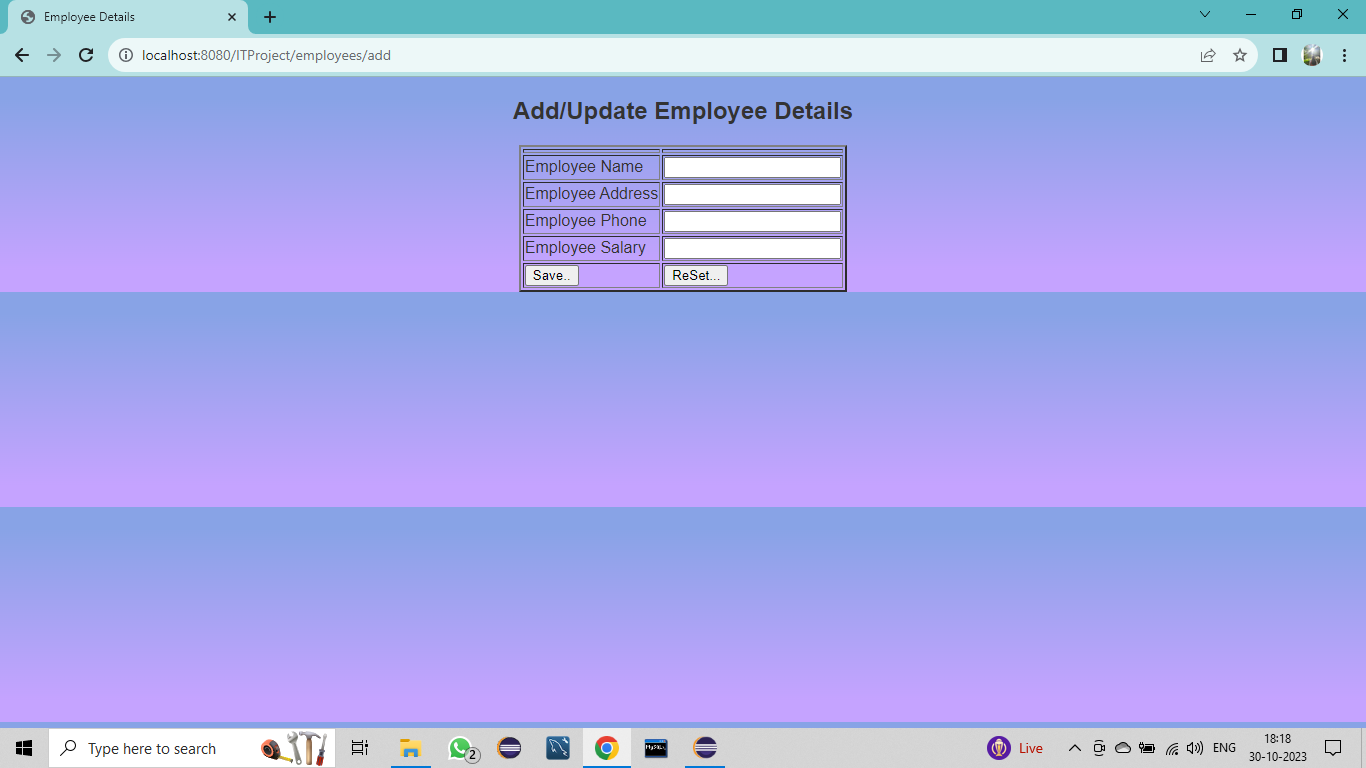 Employee Details
localhost:8080/ITProject/employees/add
Add/Update Employee Details
Employee Name
Employee Address
Employee Phone
Employee Salary
Save.. ReSet...
Type here to search
2
MySQL
Live
ENG
18:18
30-10-2023